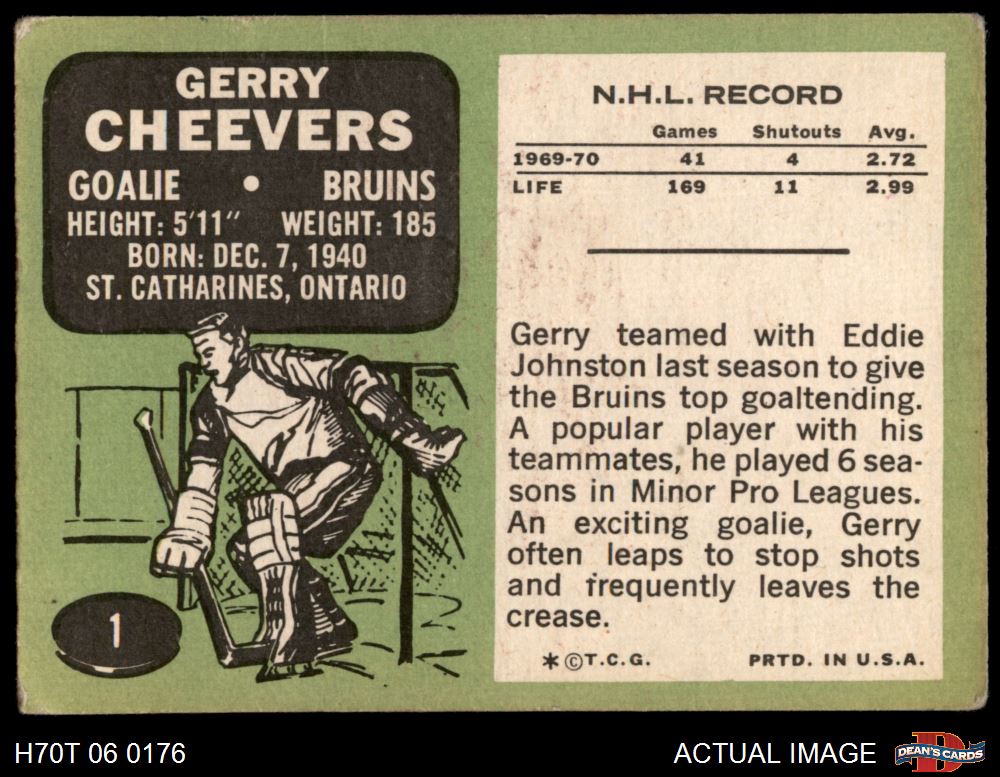 GERRY
CHEEVERS
GOALIE • BRUINS
HEIGHT: 5'11" WEIGHT: 185
BORN: DEC. 7, 1940
ST. CATHARINES, ONTARIO
1
N.H.L. RECORD
Games Shutouts Avg.
1969-70 41 4 2.72
LIFE 169 11 2.99
Gerry teamed with Eddie
Johnston last season to give
the Bruins top goaltending.
A popular player with his
teammates, he played 6 sea-
sons in Minor Pro Leagues.
An exciting goalie, Gerry
often leaps to stop shots
and frequently leaves the
crease.
*©T.C.G. PRTD. IN U.S.A.
H70T 06 0176
ACTUAL IMAGE
D
DEAN'S CARDS